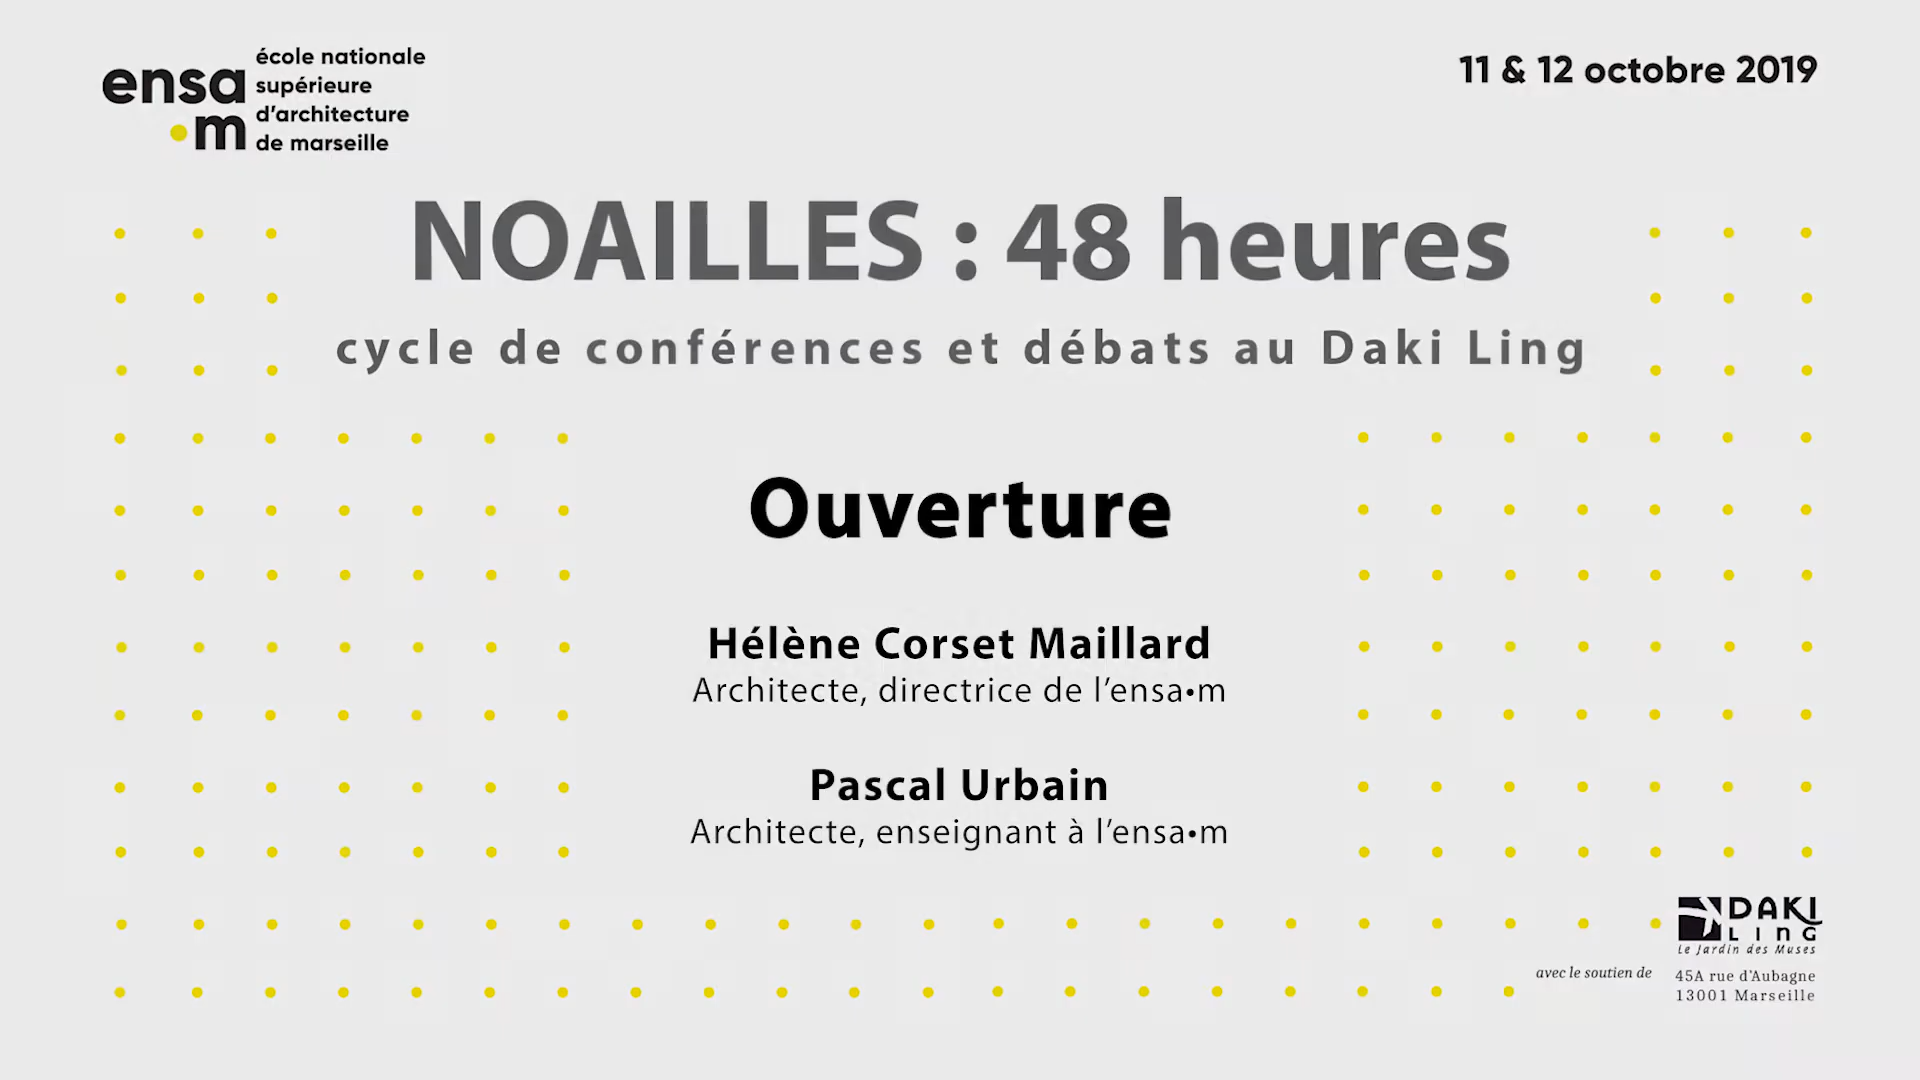 ensa
•m
école nationale
supérieure
d’architecture
de marseille
11 & 12 octobre 2019
NOAILLES : 48 heures
cycle de conférences et débats au Daki Ling
Ouverture
Hélène Corset Maillard
Architecte, directrice de l’ensa•m
Pascal Urbain
Architecte, enseignant à l’ensa•m
DAKI
LING
Le Jardin des Muses
avec le soutien de
45A rue d’Aubagne
13001 Marseille